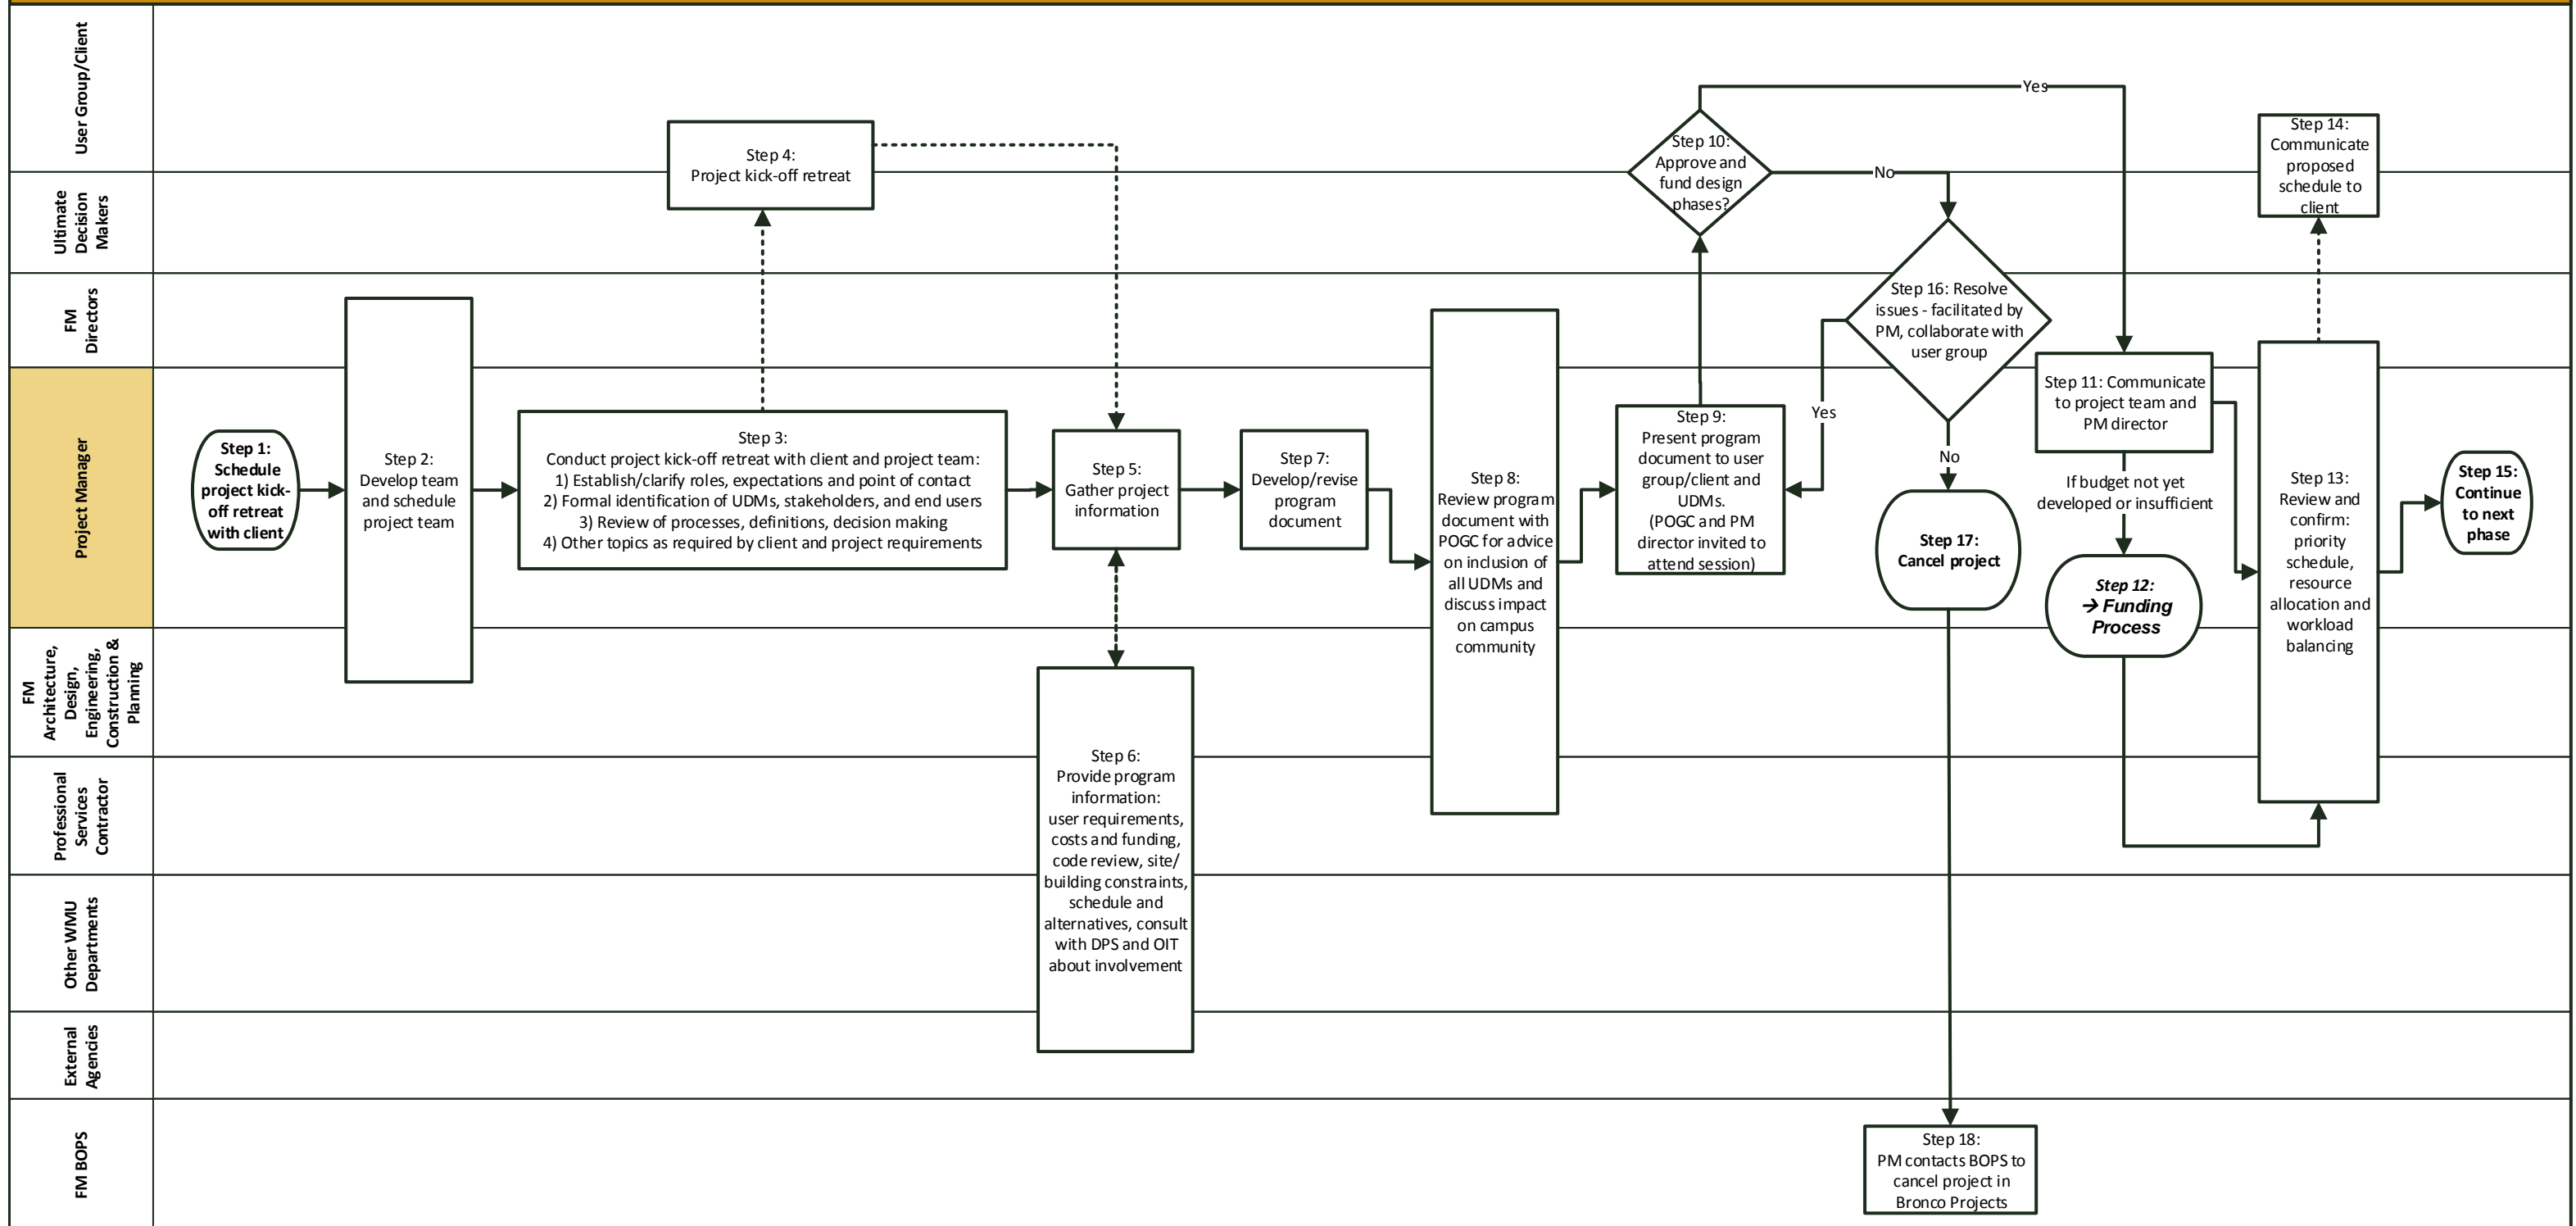 User Group/Client
Ultimate
Decision
Makers
FM
Directors
Project Manager
FM
Architecture,
Design,
Engineering,
Construction &
Planning
Professional
Services
Contractor
Other WMU
Departments
External
Agencies
FM BOPS
Step 1:
Schedule
project kick-
off retreat
with client
Step 2:
Develop team
and schedule
project team
Step 3:
Conduct project kick-off retreat with client and project team:
1) Establish/clarify roles, expectations and point of contact
2) Formal identification of UDMs, stakeholders, and end users
3) Review of processes, definitions, decision making
4) Other topics as required by client and project requirements
Step 4:
Project kick-off retreat
Step 5:
Gather project
information
Step 6:
Provide program
information:
user requirements,
costs and funding,
code review, site/
building constraints,
schedule and
alternatives, consult
with DPS and OIT
about involvement
Step 7:
Develop/revise
program
document
Step 8:
Review program
document with
POGC for advice
on inclusion of
all UDMs and
discuss impact
on campus
community
Step 9:
Present program
document to user
group/client and
UDMs.
(POGC and PM
director invited to
attend session)
Step 10:
Approve and
fund design
phases?
Yes
No
Step 16: Resolve
issues - facilitated by
PM, collaborate with
user group
Yes
No
Step 17:
Cancel project
Step 18:
PM contacts BOPS to
cancel project in
Bronco Projects
Step 11: Communicate
to project team and
PM director
If budget not yet
developed or insufficient
Step 12:
→ Funding
Process
Step 13:
Review and
confirm:
priority
schedule,
resource
allocation and
workload
balancing
Step 14:
Communicate
proposed
schedule to
client
Step 15:
Continue
to next
phase